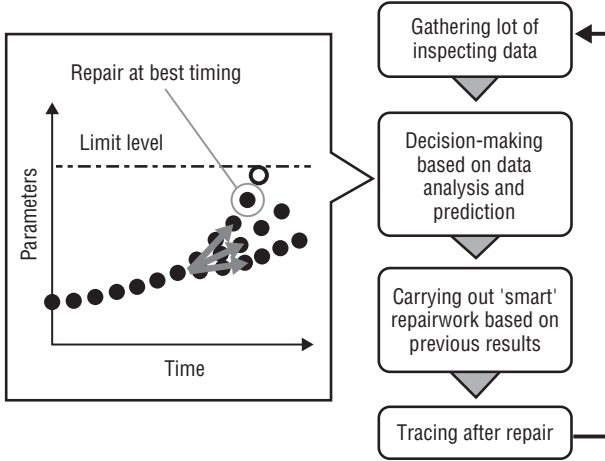 Repair at best timing
Limit level
Parameters
Time
Gathering lot of
inspecting data
Decision-making
based on data
analysis and
prediction
Carrying out 'smart'
repairwork based on
previous results
Tracing after repair